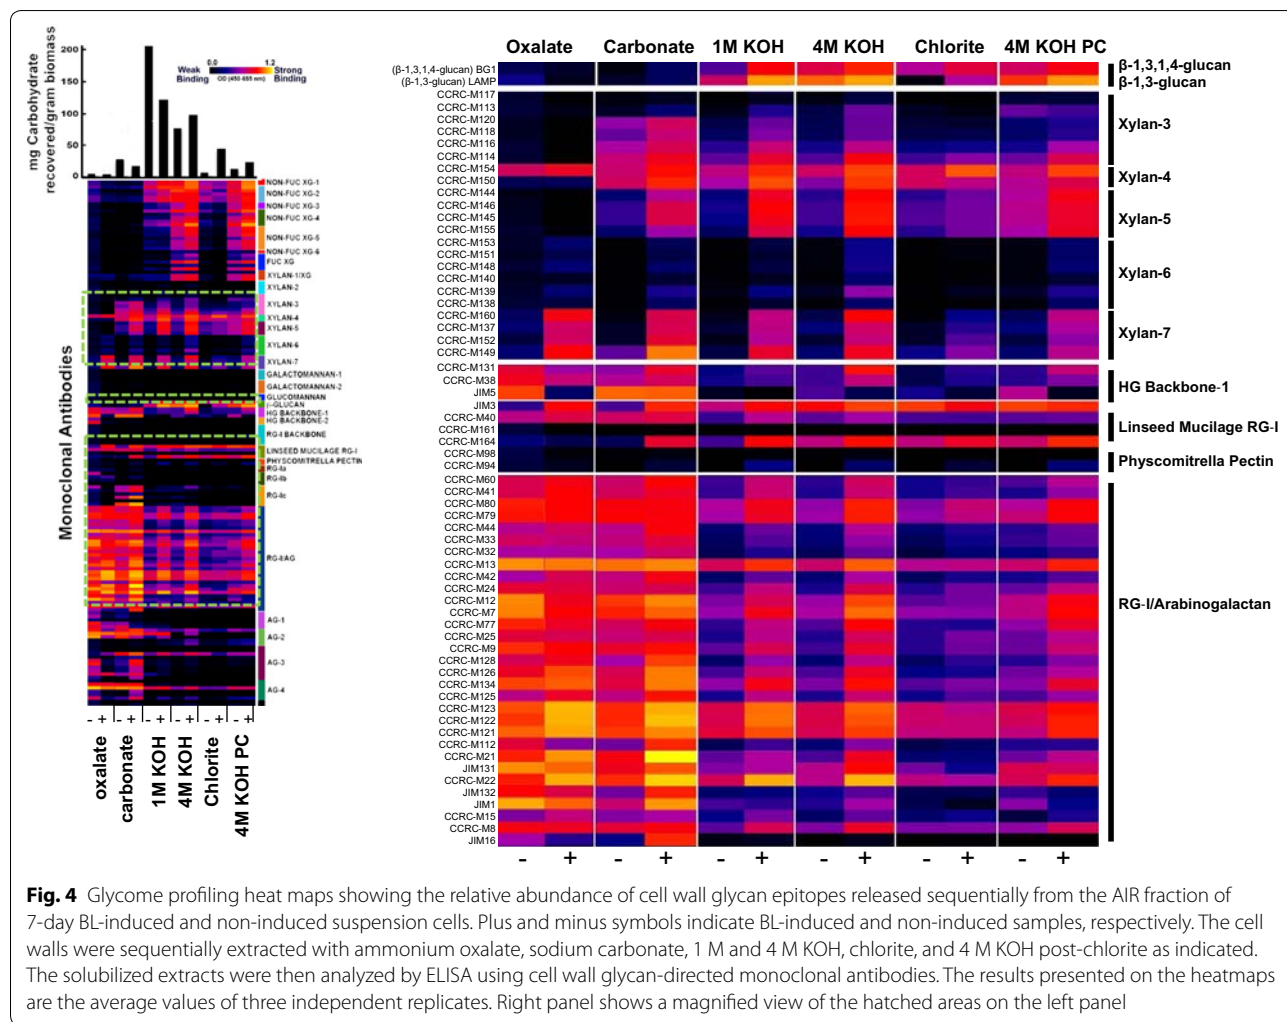 mg Carbohydrate
recovered/gram biomass
200
150
100
50
0
Weak
Binding
0.0
1.2
OD (450-655 nm)
Strong
Binding
Monoclonal Antibodies
NON-FUC XG-1
NON-FUC XG-2
NON-FUC XG-3
NON-FUC XG-4
NON-FUC XG-5
NON-FUC XG-6
FUC XG
XYLAN-1/XG
XYLAN-2
XYLAN-3
XYLAN-4
XYLAN-5
XYLAN-6
XYLAN-7
GALACTOMANNAN-1
GALACTOMANNAN-2
GLUCOMANNAN
β-GLUCAN
HG BACKBONE-1
HG BACKBONE-2
RG-I BACKBONE
LINSEED MUCILAGE RG-I
PHYSCOMITRELLA PECTIN
RG-Ia
RG-Ib
RG-Ic
RG-I/AG
AG-1
AG-2
AG-3
AG-4
- + - + - + - + - + - +
oxalate
carbonate
1M KOH
4M KOH
Chlorite
4M KOH PC
Oxalate Carbonate 1M KOH 4M KOH Chlorite 4M KOH PC
(β-1,3,1,4-glucan) BG1
(β-1,3-glucan) LAMP
CCRC-M117
CCRC-M113
CCRC-M120
CCRC-M118
CCRC-M116
CCRC-M114
CCRC-M154
CCRC-M150
CCRC-M144
CCRC-M146
CCRC-M145
CCRC-M155
CCRC-M153
CCRC-M151
CCRC-M148
CCRC-M140
CCRC-M139
CCRC-M138
CCRC-M160
CCRC-M137
CCRC-M152
CCRC-M149
CCRC-M131
CCRC-M38
JIM5
JIM3
CCRC-M40
CCRC-M161
CCRC-M164
CCRC-M98
CCRC-M94
CCRC-M60
CCRC-M41
CCRC-M80
CCRC-M79
CCRC-M44
CCRC-M33
CCRC-M32
CCRC-M13
CCRC-M42
CCRC-M24
CCRC-M12
CCRC-M7
CCRC-M77
CCRC-M25
CCRC-M9
CCRC-M128
CCRC-M126
CCRC-M134
CCRC-M125
CCRC-M123
CCRC-M122
CCRC-M121
CCRC-M112
CCRC-M21
JIM131
CCRC-M22
JIM132
JIM1
CCRC-M15
CCRC-M8
JIM16
β-1,3,1,4-glucan
β-1,3-glucan
Xylan-3
Xylan-4
Xylan-5
Xylan-6
Xylan-7
HG Backbone-1
Linseed Mucilage RG-I
Physcomitrella Pectin
RG-I/Arabinogalactan
- + - + - + - + - + - +
Fig. 4 Glycome profiling heat maps showing the relative abundance of cell wall glycan epitopes released sequentially from the AIR fraction of
7-day BL-induced and non-induced suspension cells. Plus and minus symbols indicate BL-induced and non-induced samples, respectively. The cell
walls were sequentially extracted with ammonium oxalate, sodium carbonate, 1 M and 4 M KOH, chlorite, and 4 M KOH post-chlorite as indicated.
The solubilized extracts were then analyzed by ELISA using cell wall glycan-directed monoclonal antibodies. The results presented on the heatmaps
are the average values of three independent replicates. Right panel shows a magnified view of the hatched areas on the left panel